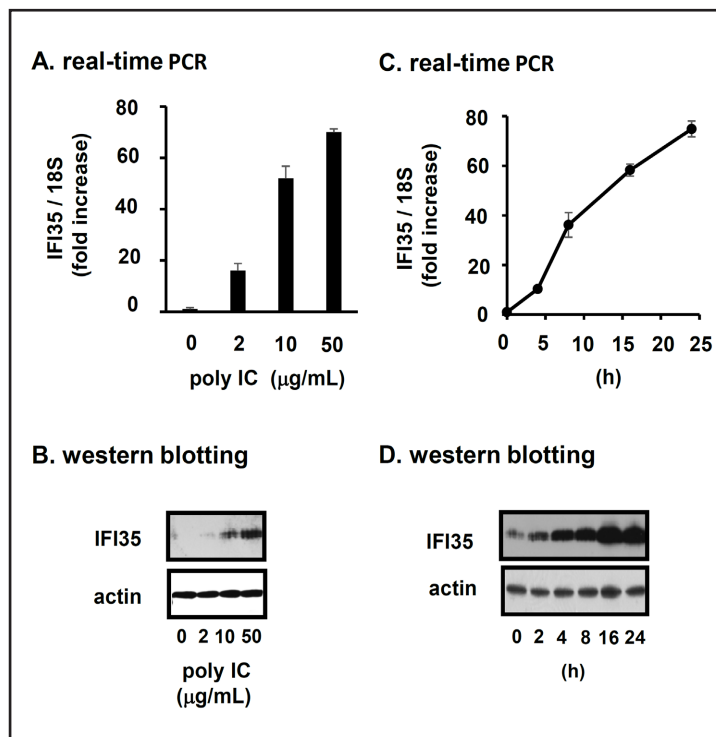 A. real-time PCR
IFI35 / 18S
(fold increase)
80
60
40
20
0
0 2 10 50
poly IC (μg/mL)
B. western blotting
IFI35
actin
0 2 10 50
poly IC
(μg/mL)
C. real-time PCR
IFI35 / 18S
(fold increase)
80
60
40
20
0
0 5 10 15 20 25
(h)
D. western blotting
IFI35
actin
0 2 4 8 16 24
(h)